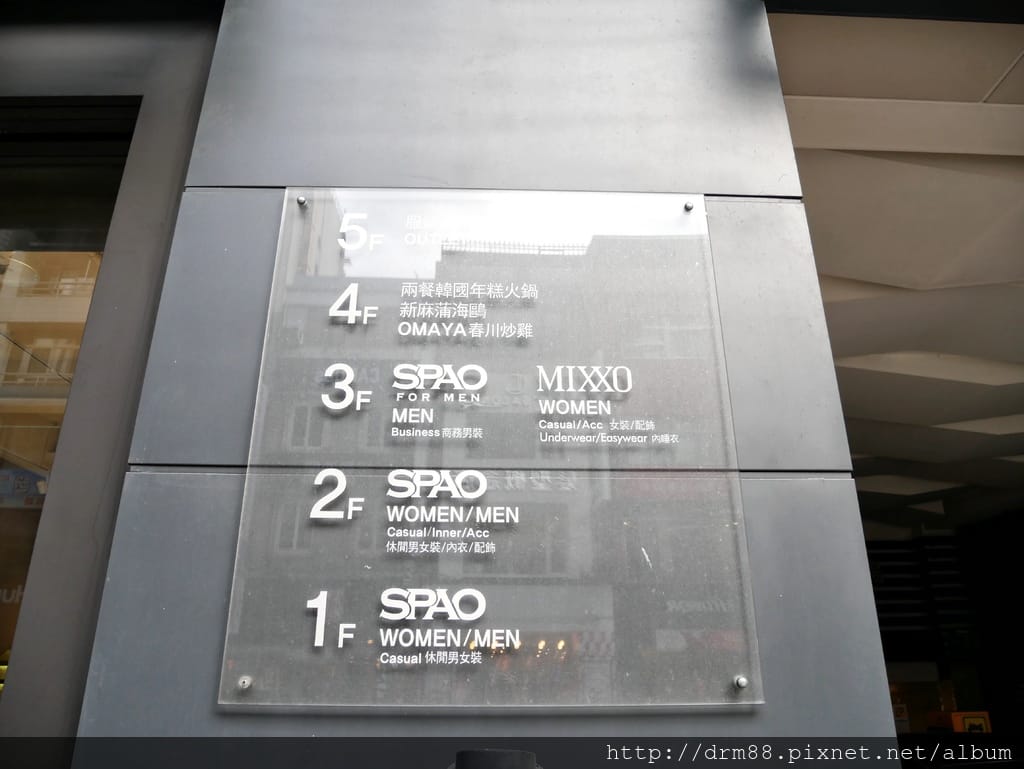 5F
4F
兩餐韓國年糕火鍋
新麻蒲海鷗
OMAYA春川炒雞
3F
SPAO
FOR MEN
MEN
Business 商務男裝
MIXXO
WOMEN
Casual/Acc 女裝/配飾
Underwear/Easywear 內睡衣
2F
SPAO
WOMEN/MEN
Casual/Inner/Acc
休閒男女裝/內衣/配飾
1F
SPAO
WOMEN/MEN
Casual 休閒男女裝
http://drm88.pixnet.net/album